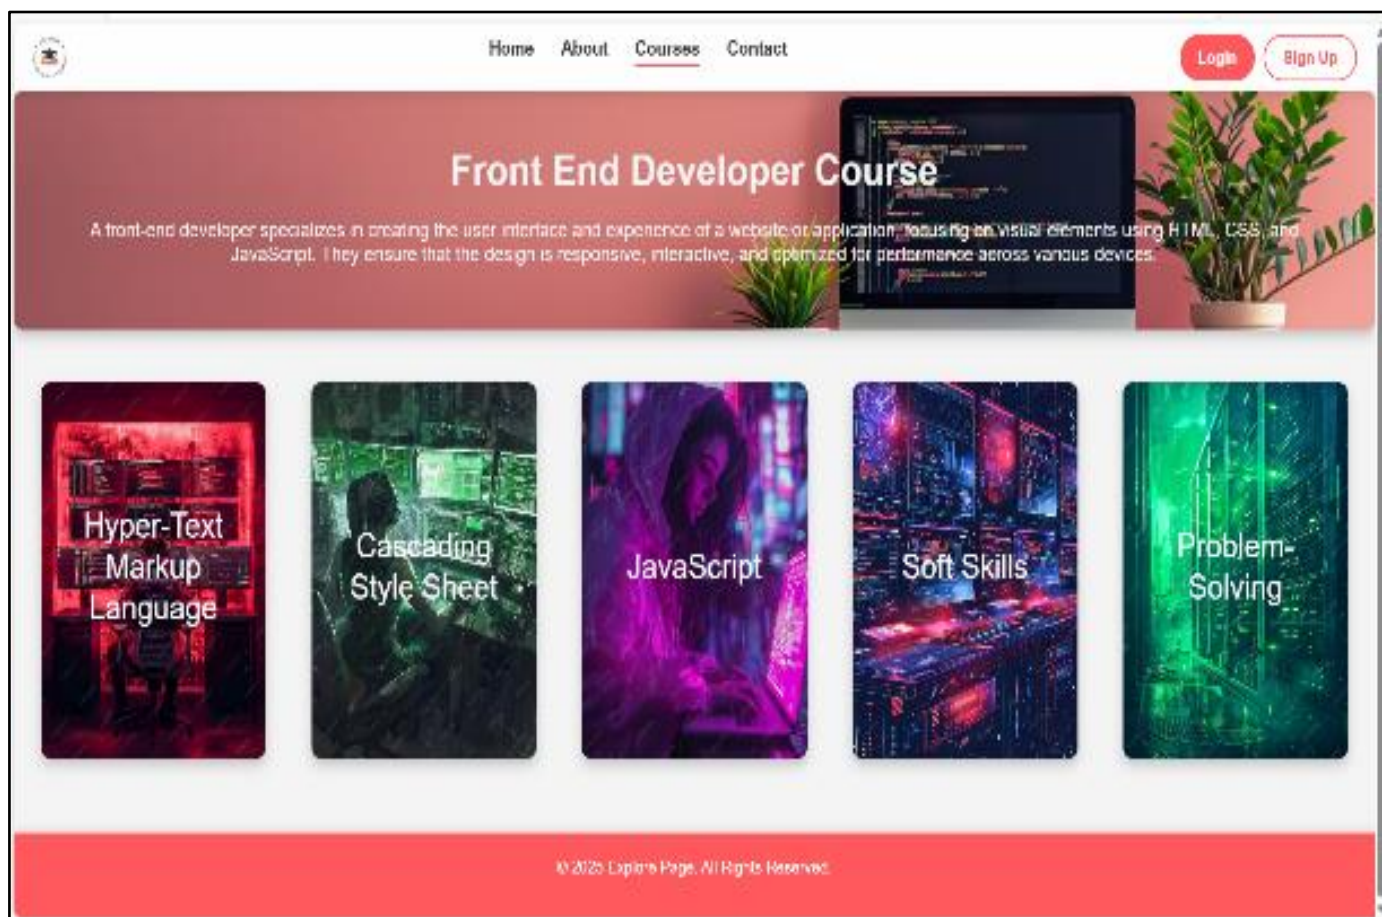 Home About Courses Contact
Login Sign Up
Front End Developer Course
A front-end developer specializes in creating the user interface and experience of a website or application, focusing on visual elements using HTML, CSS, and
JavaScript. They ensure that the design is responsive, interactive, and optimized for performance across various devices.
Hyper-Text
Markup
Language
Cascading
Style Sheet
JavaScript
Soft Skills
Problem-
Solving
© 2025 Explore Page. All Rights Reserved.